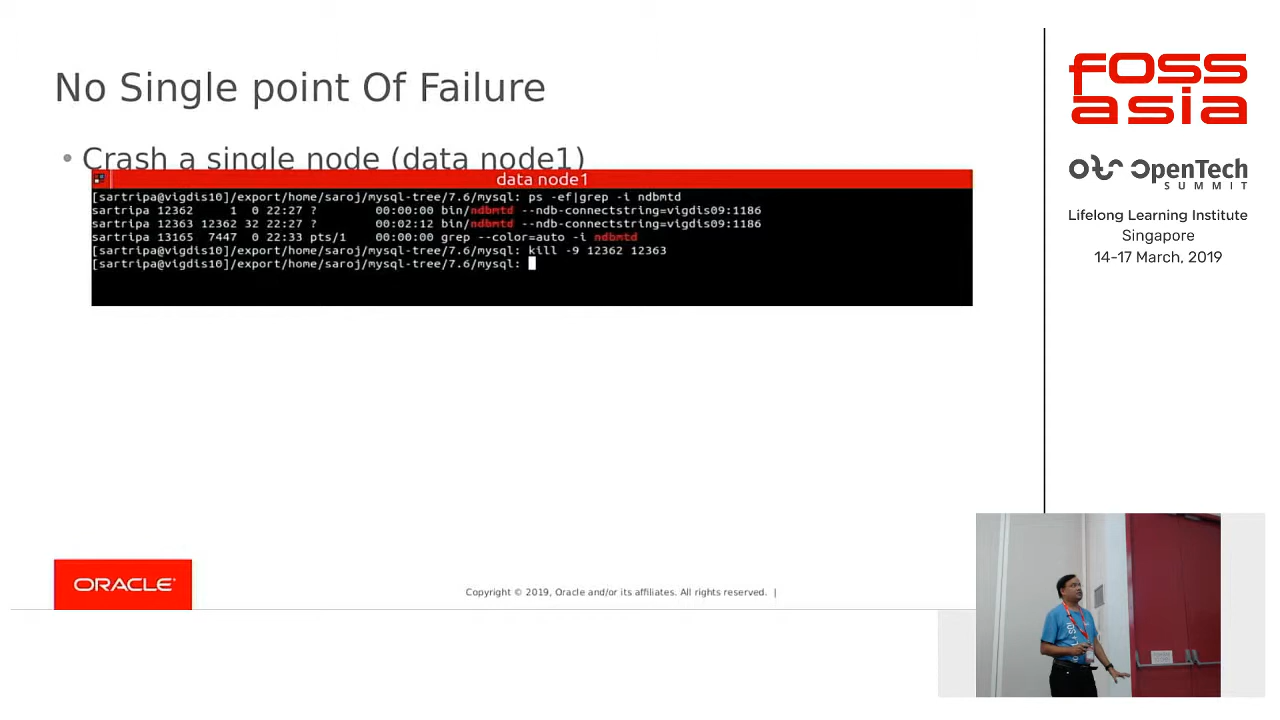 No Single point Of Failure
• Crash a single node (data node1)
data node1
[sartripa@vigdis10]/export/home/saroj/mysql-tree/7.6/mysql: ps -ef|grep -i ndbmtd
sartripa 12362 1 0 22:27 ? 00:00:00 bin/ndbmtd --ndb-connectstring=vigdis09:1186
sartripa 12363 12362 32 22:27 ? 00:02:12 bin/ndbmtd --ndb-connectstring=vigdis09:1186
sartripa 13165 7447 0 22:33 pts/1 00:00:00 grep --color=auto -i ndbmtd
[sartripa@vigdis10]/export/home/saroj/mysql-tree/7.6/mysql: kill -9 12362 12363
[sartripa@vigdis10]/export/home/saroj/mysql-tree/7.6/mysql:
ORACLE
Copyright © 2019, Oracle and/or its affiliates. All rights reserved. |
FOSS
asia
OpenTech
SUMMIT
Lifelong Learning Institute
Singapore
14-17 March, 2019